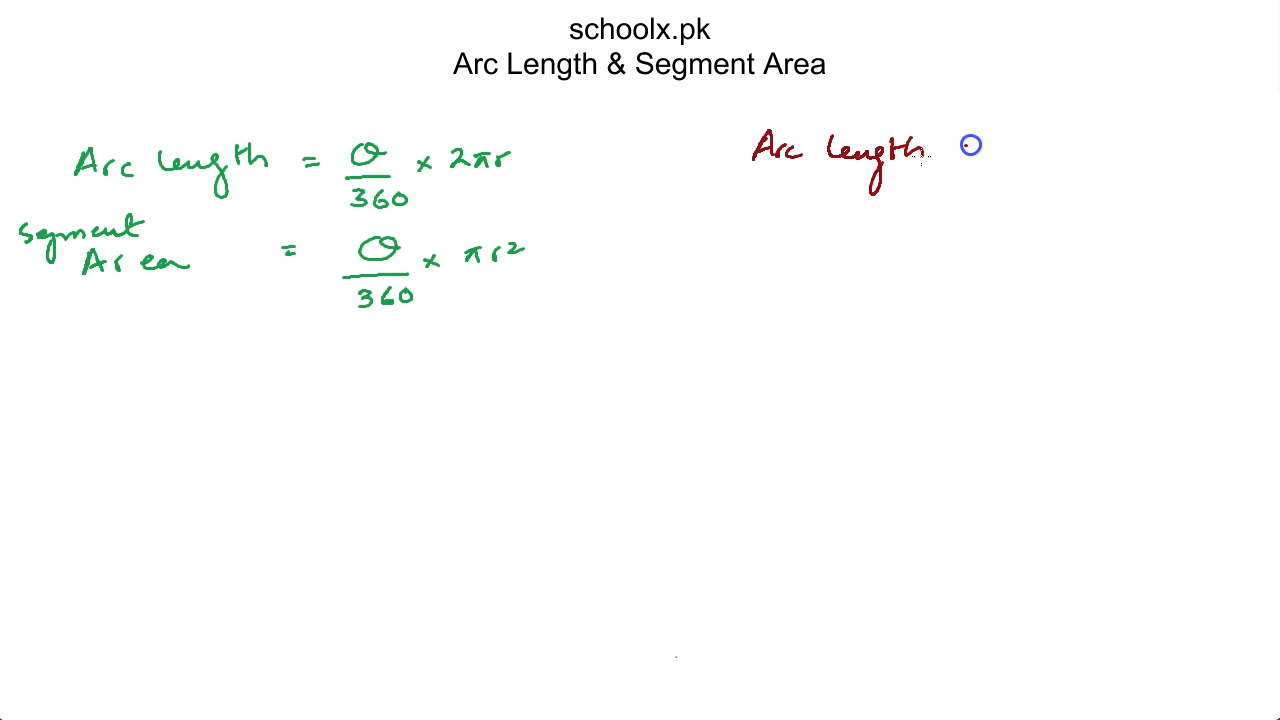 schoolx.pk
Arc Length & Segment Area
Arc length = θ/360 × 2πr
segment
Area = θ/360 × πr²
Arc length